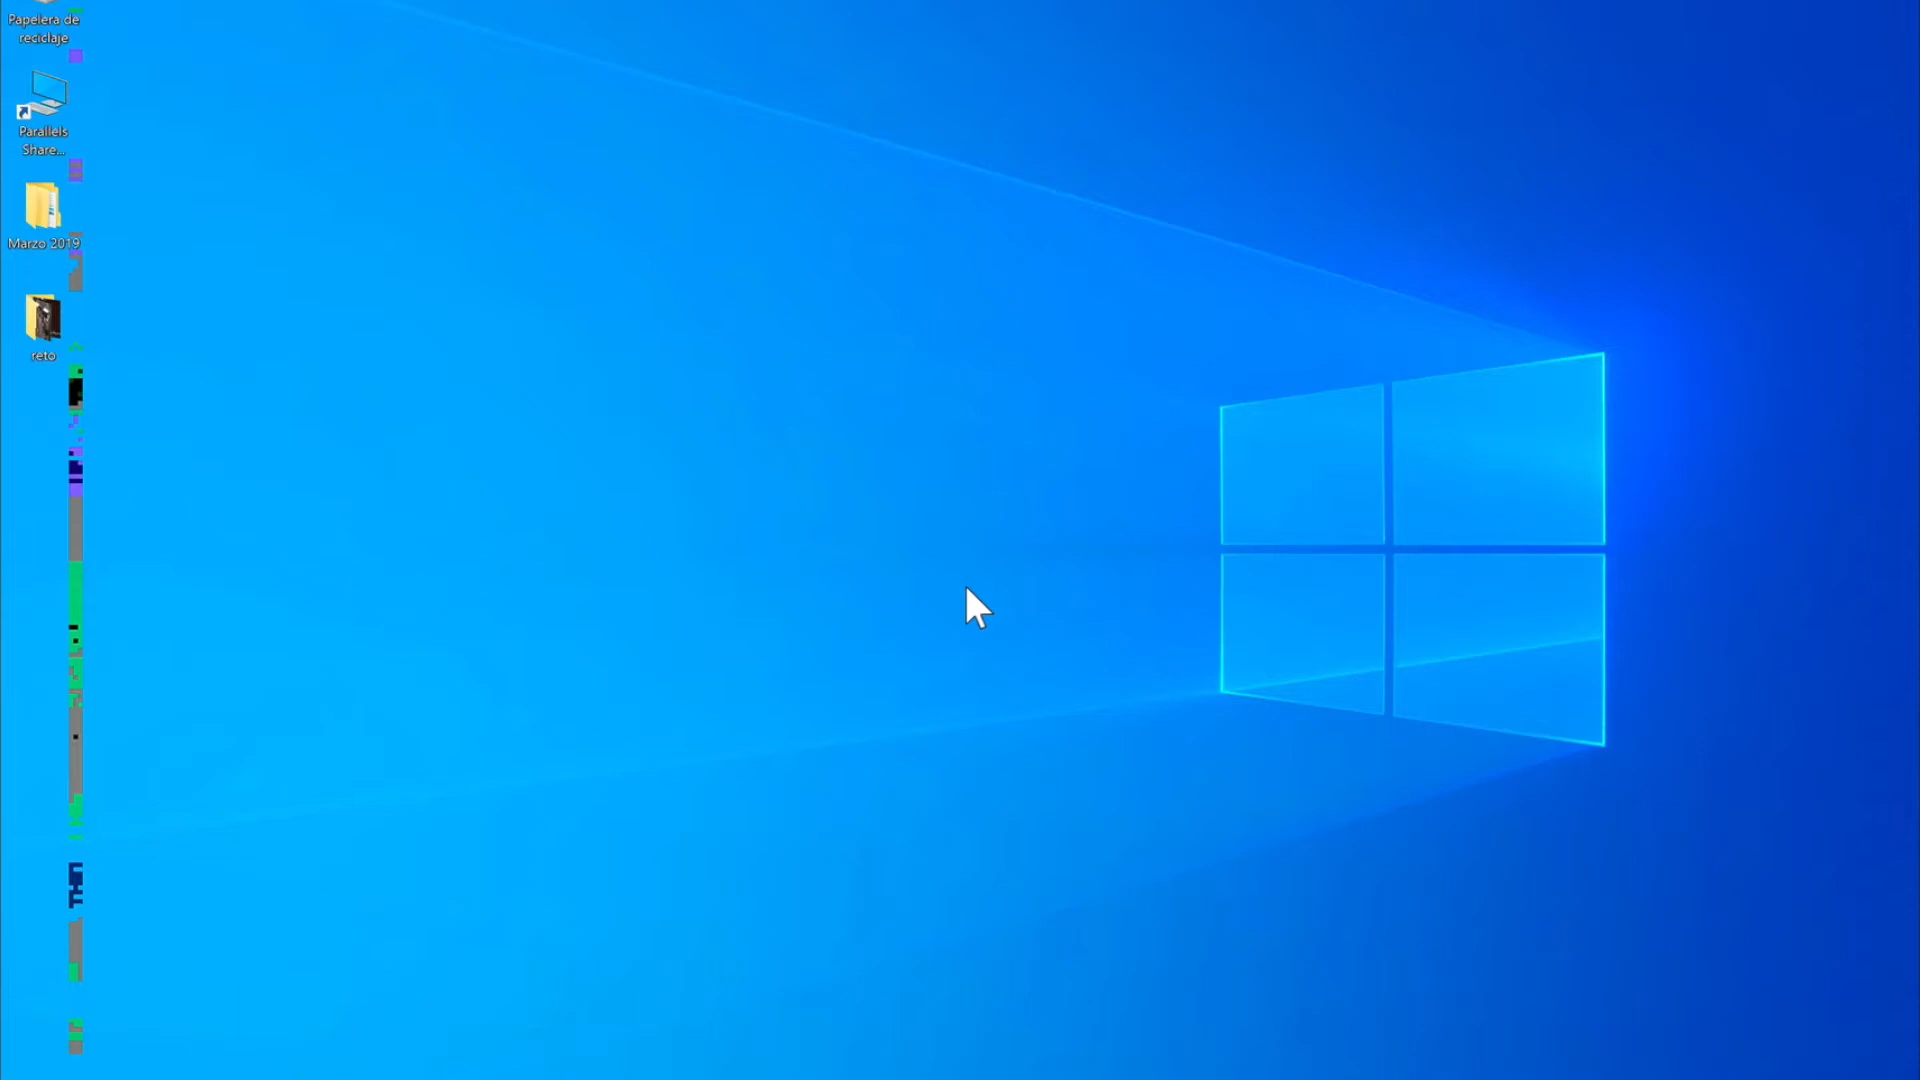 Papelera de
reciclaje
Parallels
Share...
Marzo 2019
reto